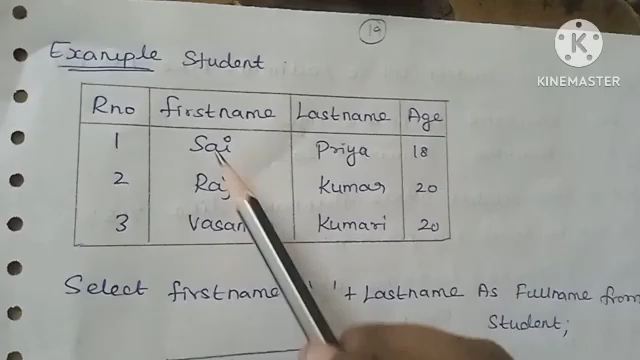 19
Example Student :
Rno firstname Lastname Age
1 Sai Priya 18
2 Raj Kumar 20
3 Vasan Kumari 20
Select firstname ' ' + Lastname As Fullname from
Student;
KINEMASTER